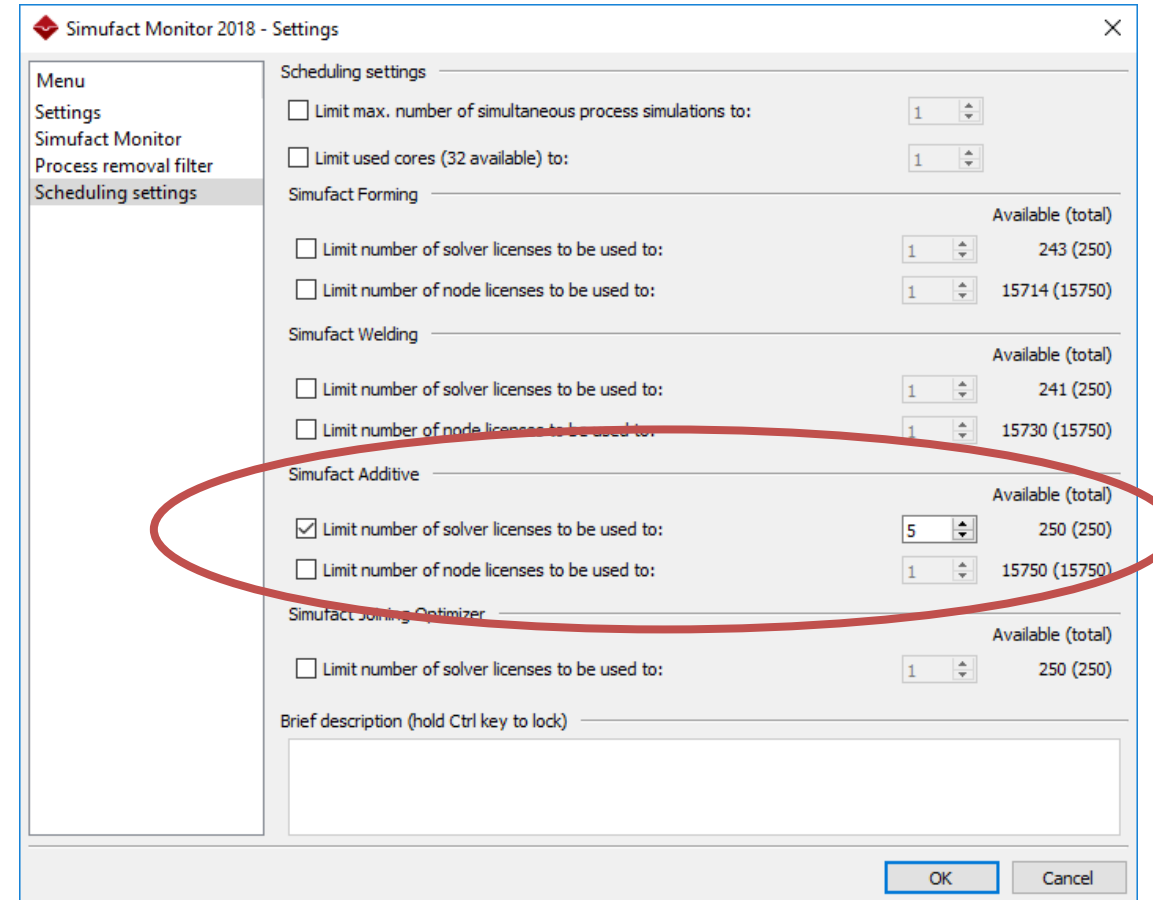 Simufact Monitor 2018 - Settings
Menu
Settings
Simufact Monitor
Process removal filter
Scheduling settings
Scheduling settings
Limit max. number of simultaneous process simulations to: 1
Limit used cores (32 available) to: 1
Simufact Forming
Available (total)
Limit number of solver licenses to be used to: 1 243 (250)
Limit number of node licenses to be used to: 1 15714 (15750)
Simufact Welding
Available (total)
Limit number of solver licenses to be used to: 1 241 (250)
Limit number of node licenses to be used to: 1 15730 (15750)
Simufact Additive
Available (total)
Limit number of solver licenses to be used to: 5 250 (250)
Limit number of node licenses to be used to: 1 15750 (15750)
Simufact Joining Optimizer
Available (total)
Limit number of solver licenses to be used to: 1 250 (250)
Brief description (hold Ctrl key to lock)
OK Cancel